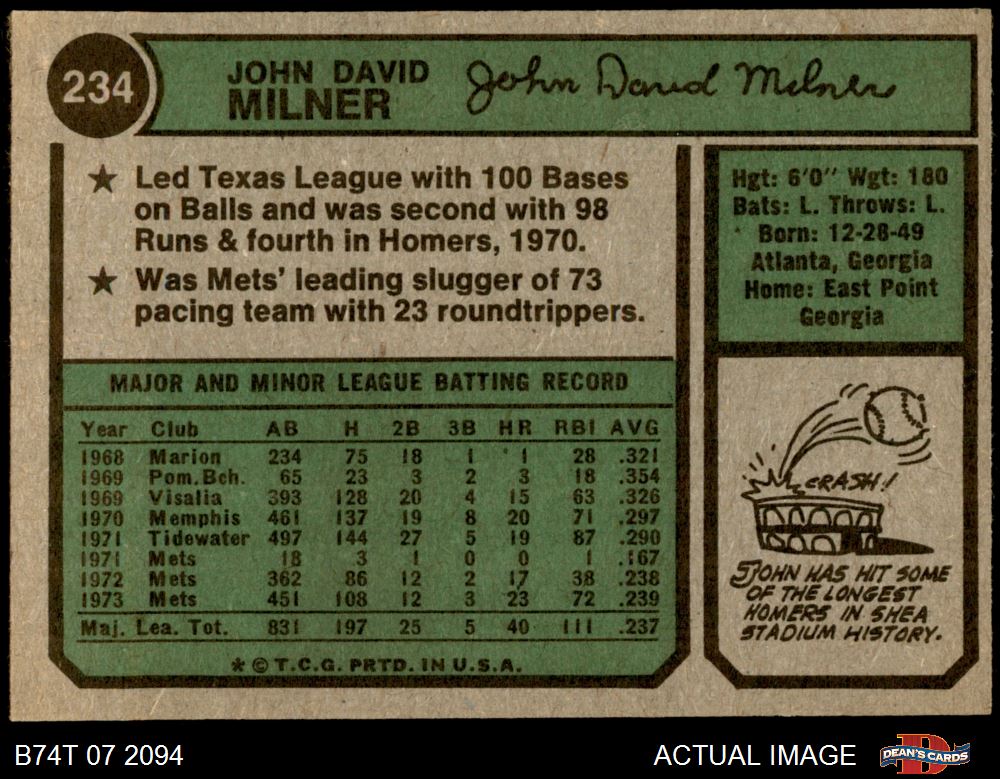 234
JOHN DAVID
MILNER
John David Milner
★ Led Texas League with 100 Bases
on Balls and was second with 98
Runs & fourth in Homers, 1970.
★ Was Mets' leading slugger of 73
pacing team with 23 roundtrippers.
Hgt: 6'0" Wgt: 180
Bats: L. Throws: L.
Born: 12-28-49
Atlanta, Georgia
Home: East Point
Georgia
MAJOR AND MINOR LEAGUE BATTING RECORD
Year Club AB H 2B 3B HR RBI AVG
1968 Marion 234 75 18 1 1 28 .321
1969 Pom. Bch. 65 23 3 2 3 18 .354
1969 Visalia 393 128 20 4 15 63 .326
1970 Memphis 461 137 19 8 20 71 .297
1971 Tidewater 497 144 27 5 19 87 .290
1971 Mets 18 3 1 0 0 1 .167
1972 Mets 362 86 12 2 17 38 .238
1973 Mets 451 108 12 3 23 72 .239
Maj. Lea. Tot. 831 197 25 5 40 111 .237
* © T.C.G. PRTD. IN U.S.A.
CRASH!
JOHN HAS HIT SOME
OF THE LONGEST
HOMERS IN SHEA
STADIUM HISTORY.
B74T 07 2094
ACTUAL IMAGE
DEAN'S CARDS